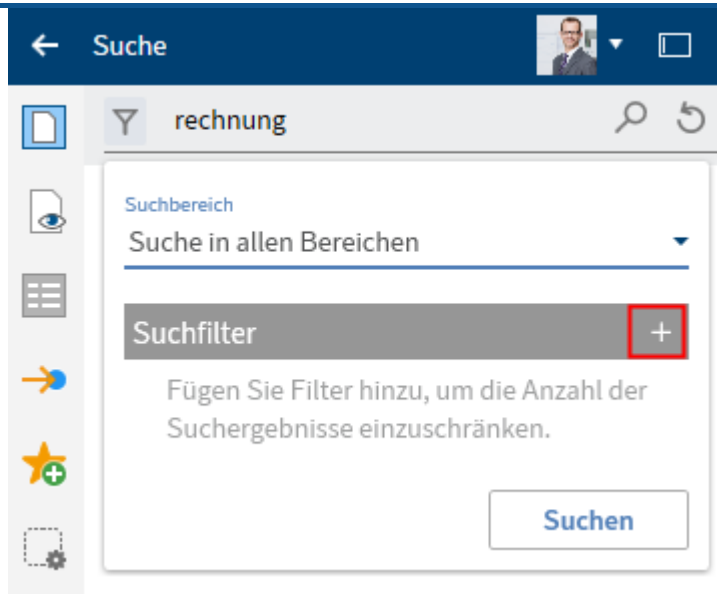 Suche
rechnung
Suchbereich
Suche in allen Bereichen
Suchfilter
Fügen Sie Filter hinzu, um die Anzahl der
Suchergebnisse einzuschränken.
Suchen